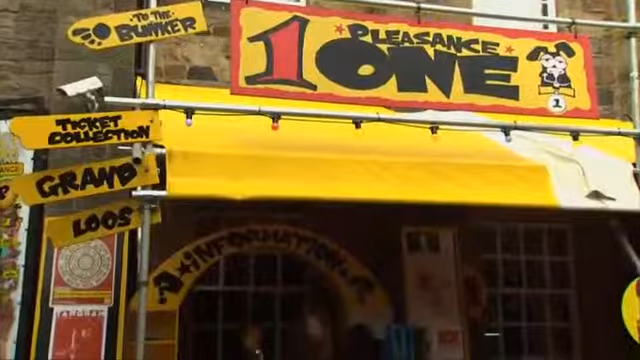 TO THE
BUNKER
1 PLEASANCE
ONE
1
TICKET
COLLECTION
GRAND
LOOS
INFORMATION